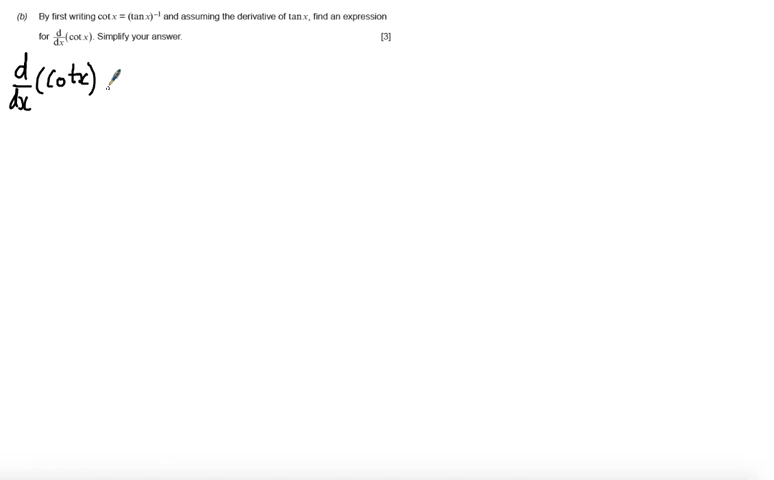 (b) By first writing cot x = (tan x)⁻¹ and assuming the derivative of tan x, find an expression
for d/dx (cot x). Simplify your answer. [3]
d/dx (cotx)